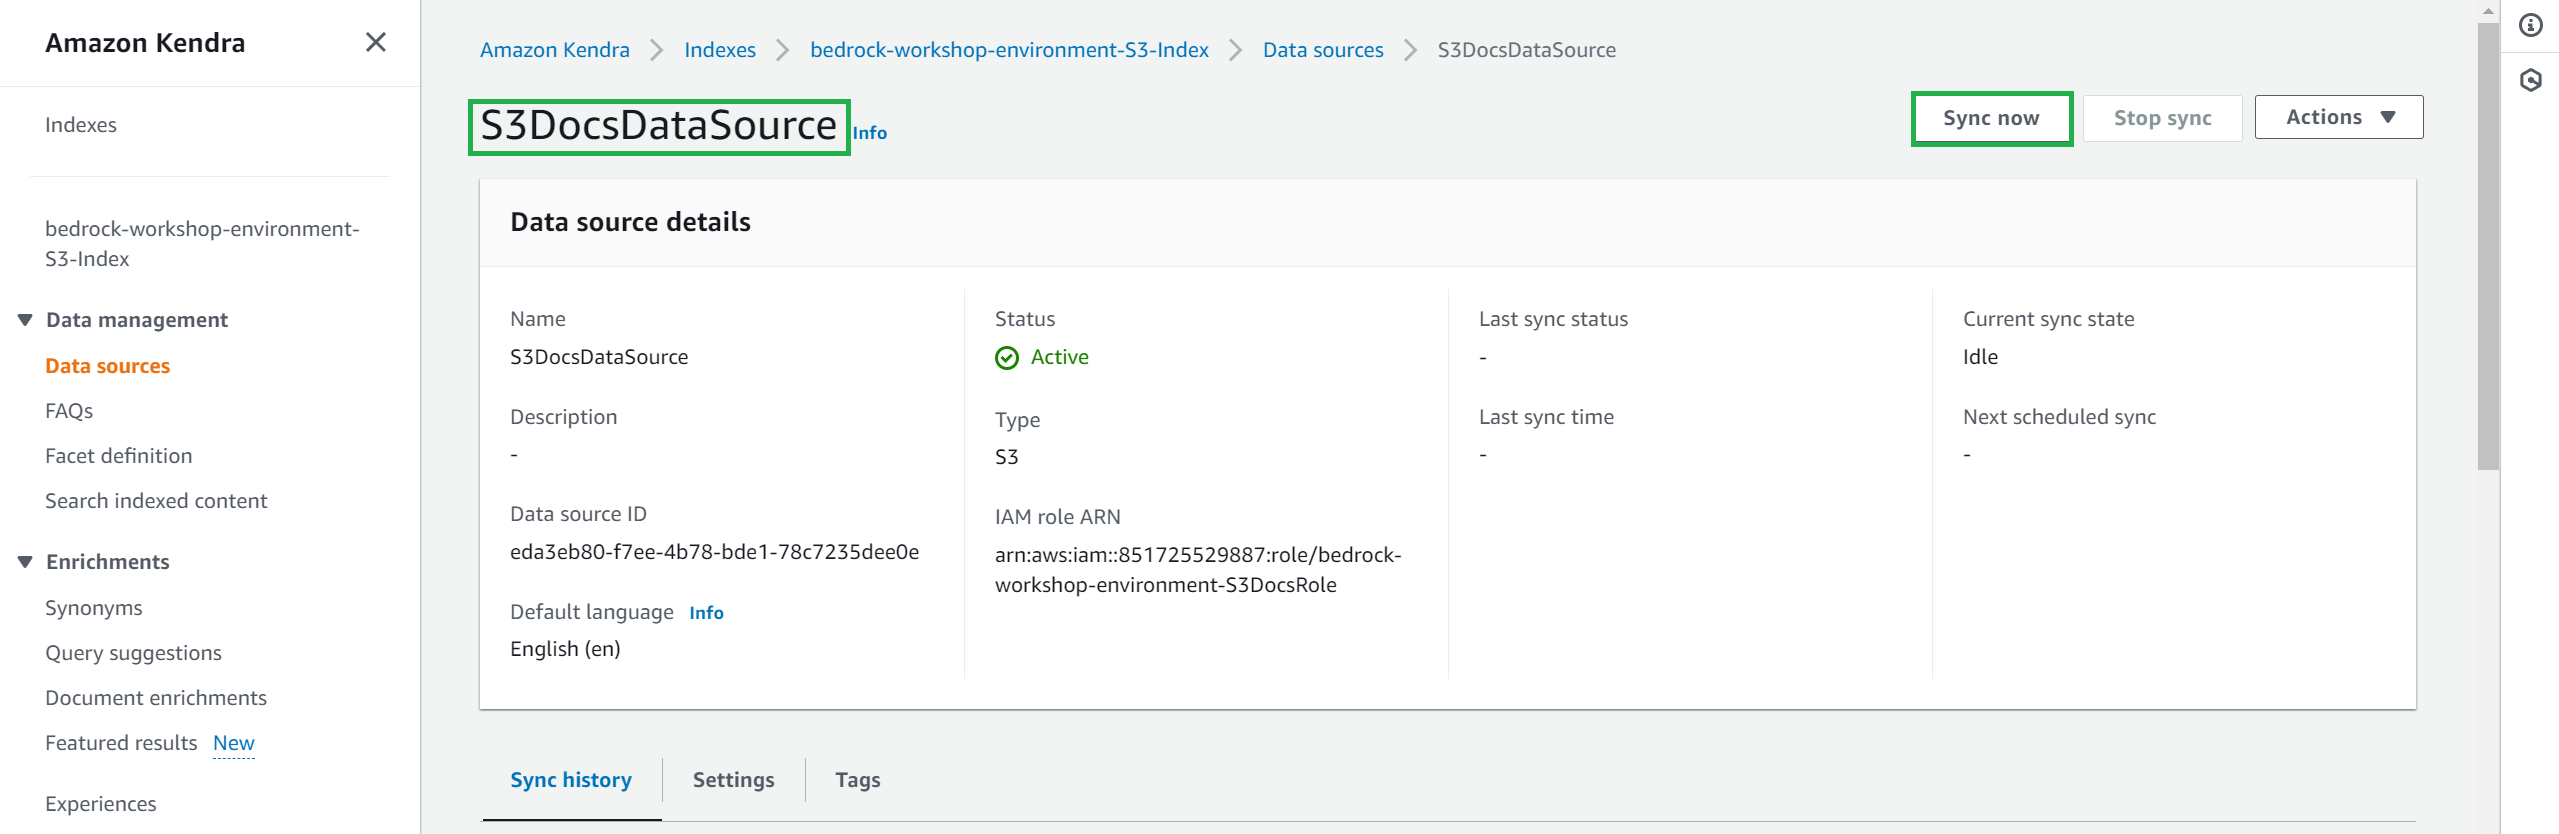 Amazon Kendra
Indexes
bedrock-workshop-environment-
S3-Index
Data management
Data sources
FAQs
Facet definition
Search indexed content
Enrichments
Synonyms
Query suggestions
Document enrichments
Featured results New
Experiences
Amazon Kendra Indexes bedrock-workshop-environment-S3-Index Data sources S3DocsDataSource
S3DocsDataSource Info
Sync now Stop sync Actions
Data source details
Name
S3DocsDataSource
Description
-
Data source ID
eda3eb80-f7ee-4b78-bde1-78c7235dee0e
Default language Info
English (en)
Status
Active
Type
S3
IAM role ARN
arn:aws:iam::851725529887:role/bedrock-
workshop-environment-S3DocsRole
Last sync status
-
Last sync time
-
Current sync state
Idle
Next scheduled sync
-
Sync history Settings Tags